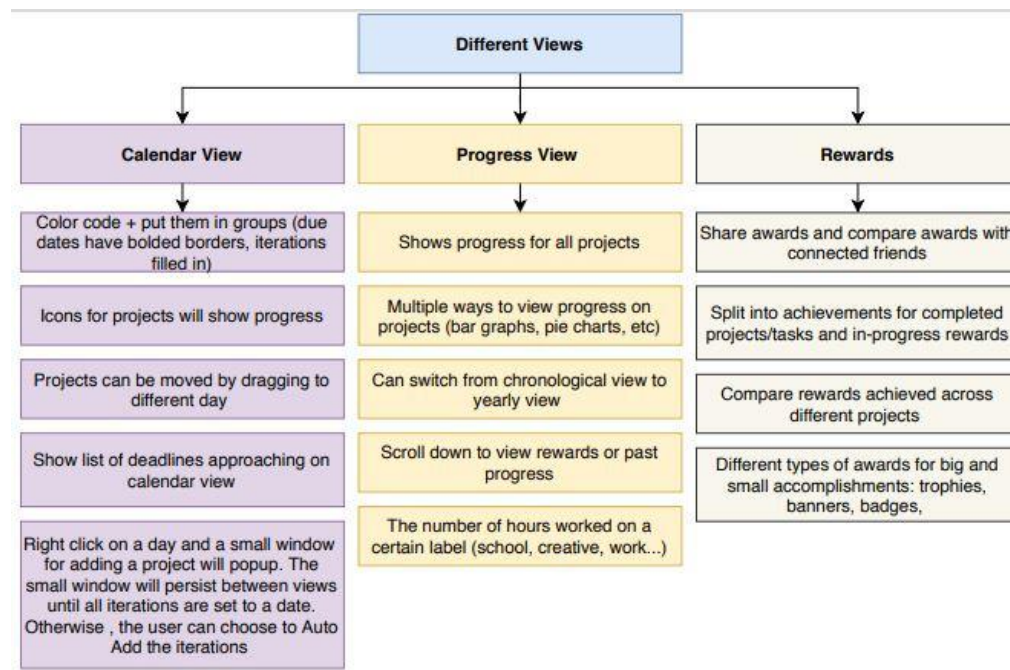 Different Views
Calendar View
Color code + put them in groups (due
dates have bolded borders, iterations
filled in)
Icons for projects will show progress
Projects can be moved by dragging to
different day
Show list of deadlines approaching on
calendar view
Right click on a day and a small window
for adding a project will popup. The
small window will persist between views
until all iterations are set to a date.
Otherwise , the user can choose to Auto
Add the iterations
Progress View
Shows progress for all projects
Multiple ways to view progress on
projects (bar graphs, pie charts, etc)
Can switch from chronological view to
yearly view
Scroll down to view rewards or past
progress
The number of hours worked on a
certain label (school, creative, work...)
Rewards
Share awards and compare awards with
connected friends
Split into achievements for completed
projects/tasks and in-progress rewards
Compare rewards achieved across
different projects
Different types of awards for big and
small accomplishments: trophies,
banners, badges,